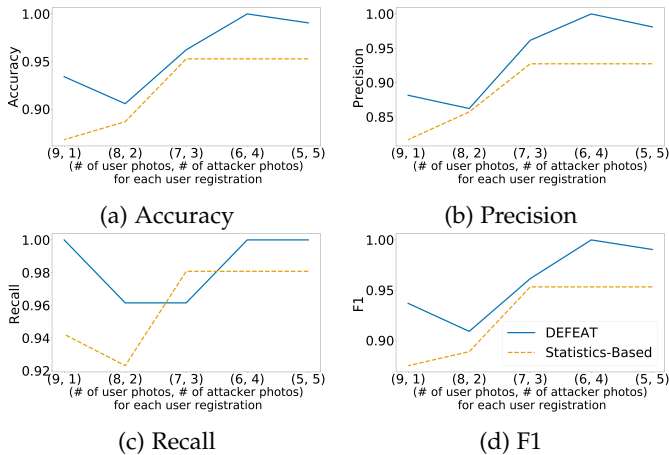 1.00
0.95
0.90
Accuracy
(9, 1) (8, 2) (7, 3) (6, 4) (5, 5)
(# of user photos, # of attacker photos)
for each user registration
(a) Accuracy
1.00
0.95
0.90
0.85
Precision
(9, 1) (8, 2) (7, 3) (6, 4) (5, 5)
(# of user photos, # of attacker photos)
for each user registration
(b) Precision
1.00
0.98
0.96
0.94
0.92
Recall
(9, 1) (8, 2) (7, 3) (6, 4) (5, 5)
(# of user photos, # of attacker photos)
for each user registration
(c) Recall
1.00
0.95
0.90
F1
DEFEAT
Statistics-Based
(9, 1) (8, 2) (7, 3) (6, 4) (5, 5)
(# of user photos, # of attacker photos)
for each user registration
(d) F1